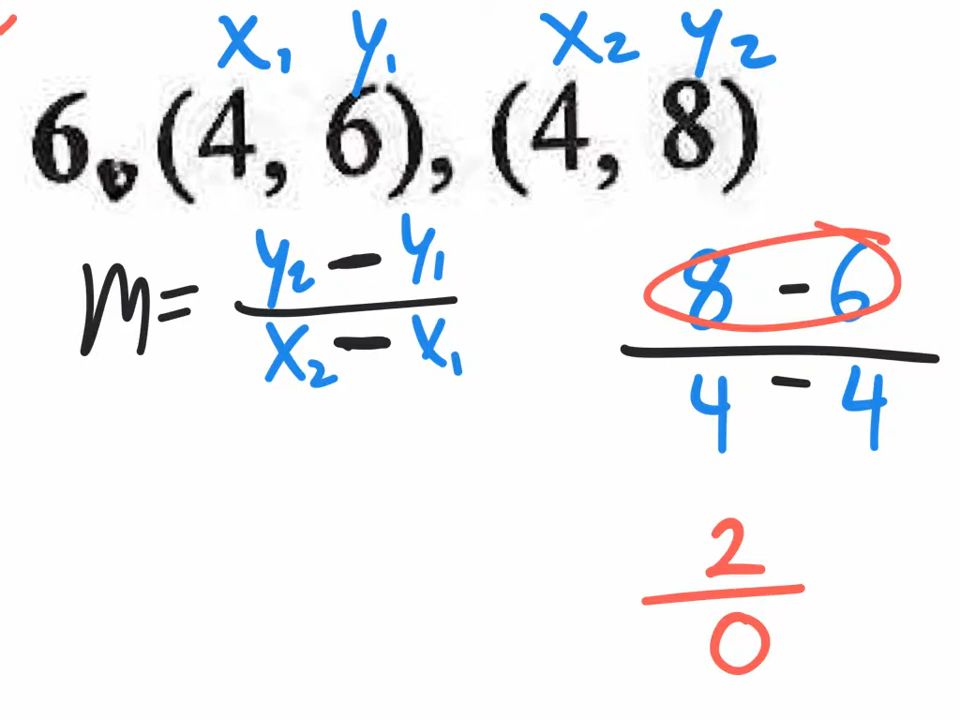 x₁ y₁ x₂ y₂
6. (4, 6), (4, 8)
m = y₂ - y₁ / x₂ - x₁
8 - 6 / 4 - 4
2 / 0